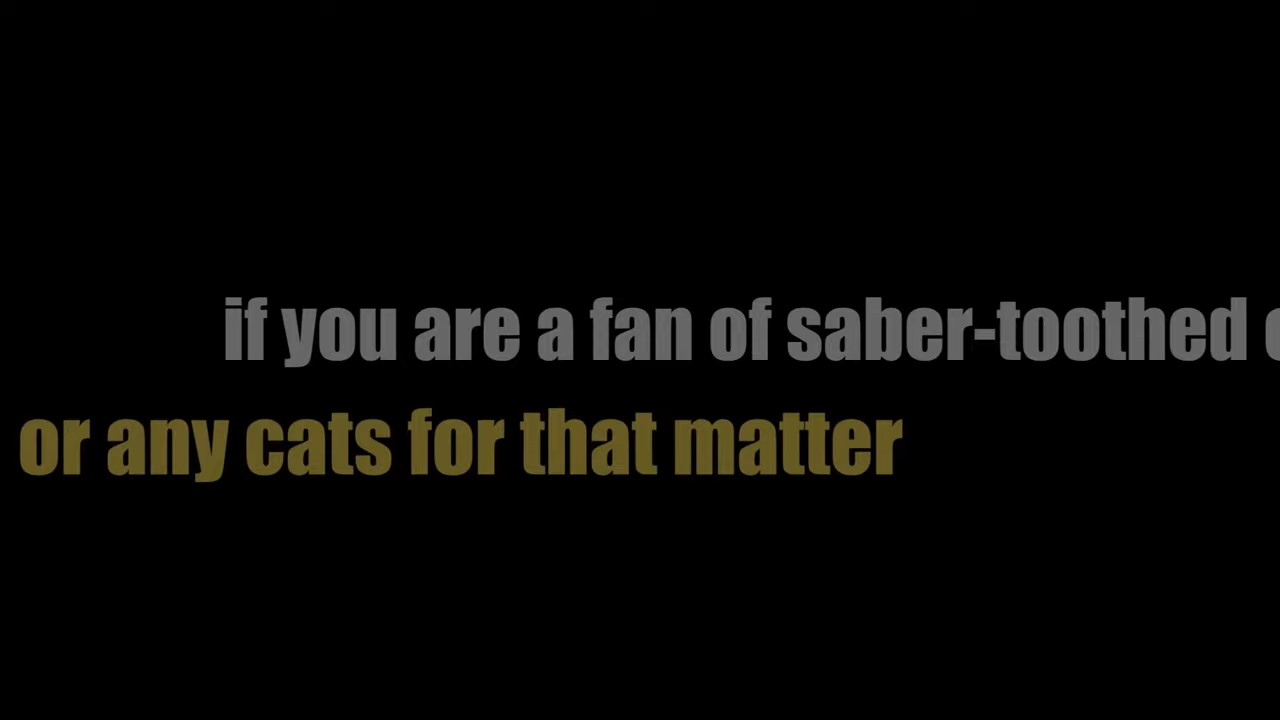 if you are a fan of saber-toothed
or any cats for that matter